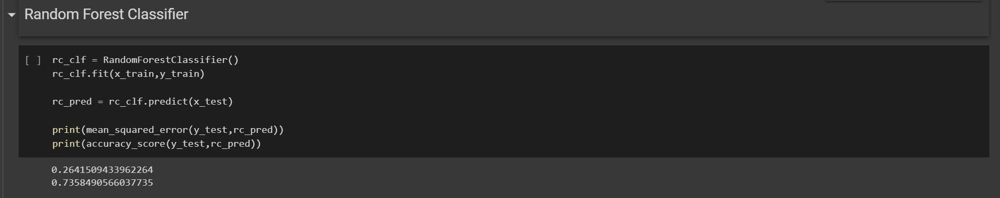 Random Forest Classifier
[ ] rc_clf = RandomForestClassifier()
rc_clf.fit(x_train,y_train)
rc_pred = rc_clf.predict(x_test)
print(mean_squared_error(y_test,rc_pred))
print(accuracy_score(y_test,rc_pred))
0.2641509433962264
0.7358490566037735